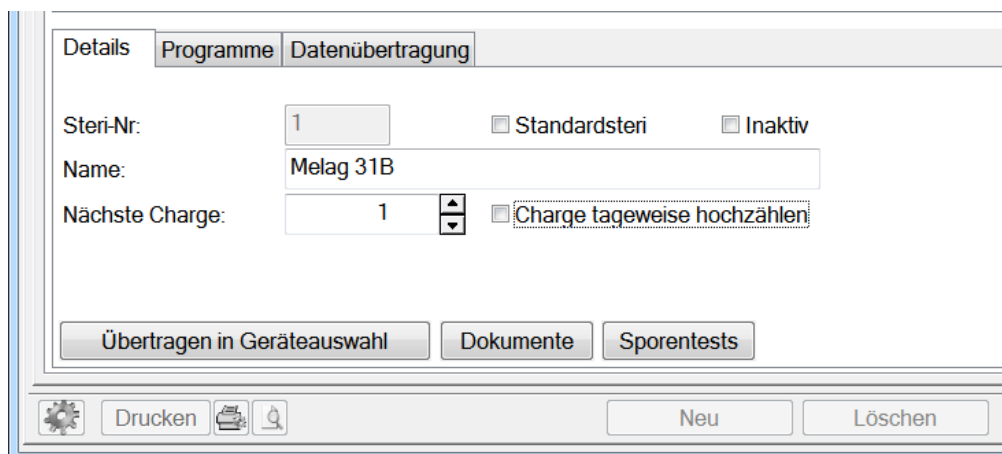 Details Programme Datenübertragung
Steri-Nr: 1 Standardsteri Inaktiv
Name: Melag 31B
Nächste Charge: 1 Charge tageweise hochzählen
Übertragen in Geräteauswahl Dokumente Sporentests
Drucken Neu Löschen